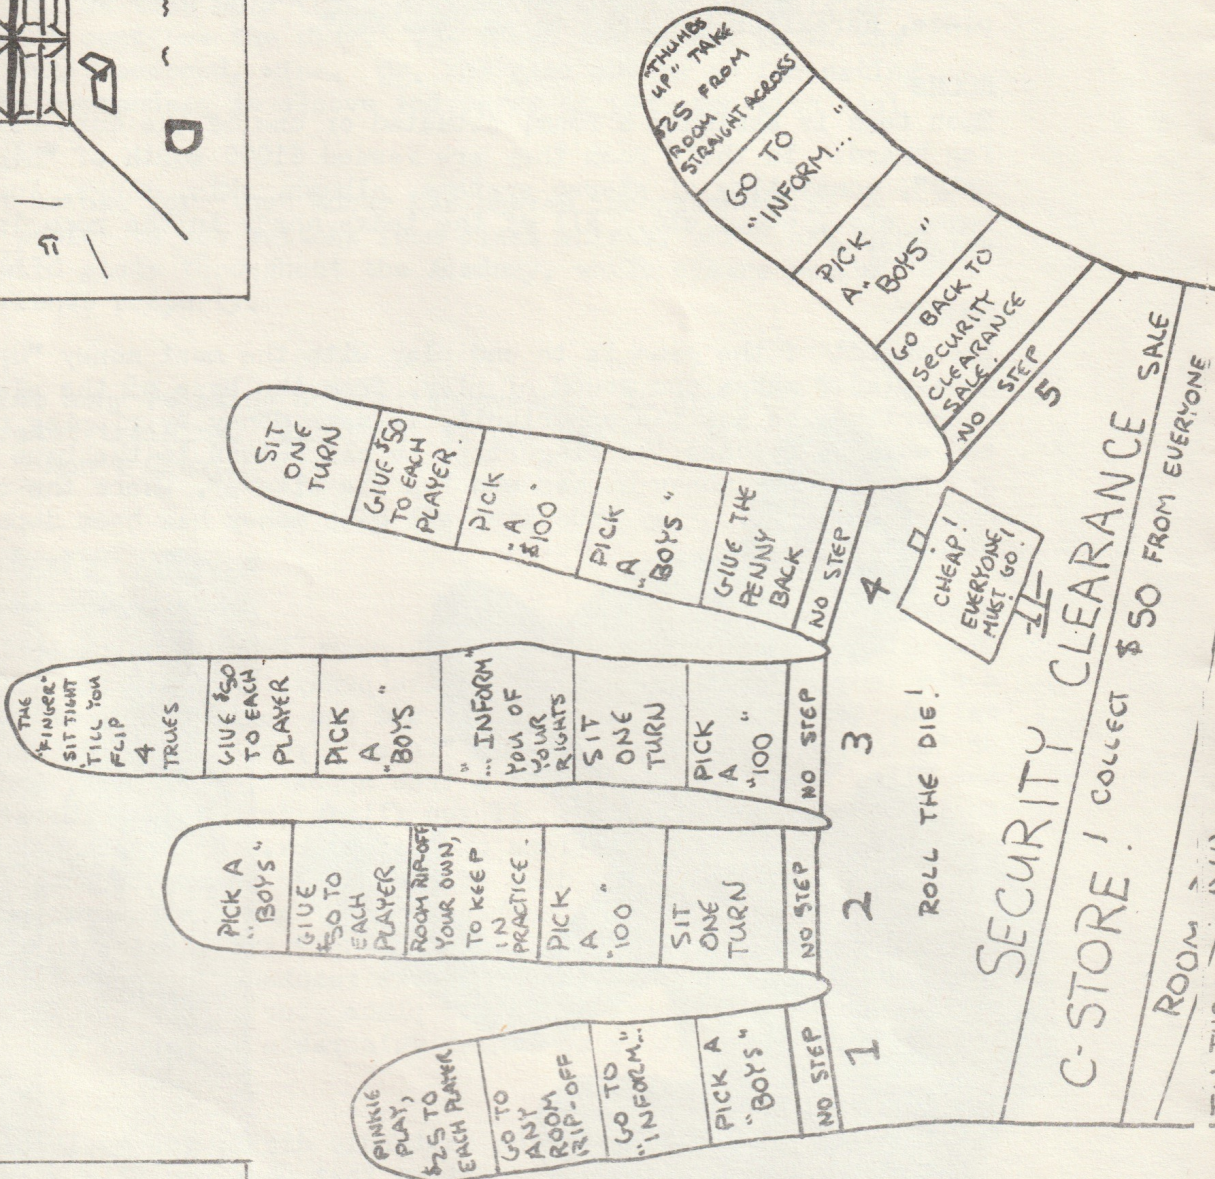 "THUMBS
UP" TAKE
$25 FROM
ROOM
STRAIGHT ACROSS
GO TO
"INFORM..."
PICK
A "BOYS"
GO BACK TO
SECURITY
CLEARANCE
SALE.
NO STEP
5
SIT
ONE
TURN
GIVE $50
TO EACH
PLAYER.
PICK
"A
$100"
PICK
A
"BOYS"
GIVE THE
PENNY
BACK
NO STEP
4
THE
"FINGER"
SIT TIGHT
TILL YOU
FLIP
4
TRUES
GIVE $50
TO EACH
PLAYER
PICK
A
"BOYS"
"...INFORM"
YOU OF
YOUR
RIGHTS
SIT
ONE
TURN
PICK
A
"100"
NO STEP
3
PICK A
"BOYS"
GIVE
$50 TO
EACH
PLAYER
ROOM RIP-OFF
YOUR OWN,
TO KEEP
IN
PRACTICE.
PICK
A
"100"
SIT
ONE
TURN
NO STEP
2
PINKIE
PLAY,
$25 TO
EACH PLAYER
GO TO
ANY
ROOM
RIP-OFF
GO TO
"INFORM"...
PICK A
"BOYS"
NO STEP
1
ROLL THE DIE!
CHEAP!
EVERYONE
MUST GO!
SECURITY CLEARANCE SALE
C-STORE! COLLECT $50 FROM EVERYONE
ROOM